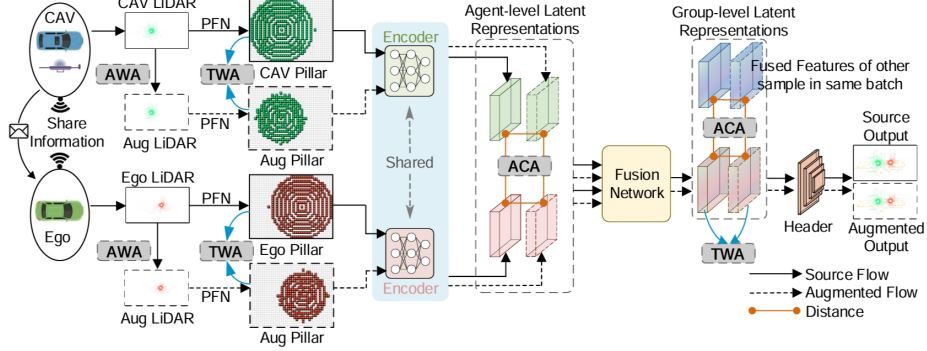 CAV
CAV LiDAR
PFN
AWA
TWA
CAV Pillar
Aug LiDAR
PFN
Aug Pillar
Share
Information
Ego LiDAR
PFN
Ego
AWA
TWA
Ego Pillar
Aug LiDAR
PFN
Aug Pillar
Encoder
Shared
Encoder
Agent-level Latent
Representations
ACA
Fusion
Network
Group-level Latent
Representations
Fused Features of other
sample in same batch
ACA
TWA
Header
Source
Output
Augmented
Output
Source Flow
Augmented Flow
Distance